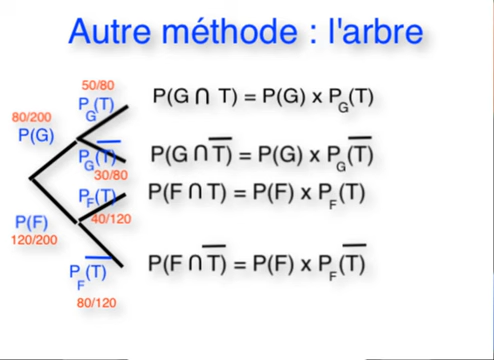 Autre méthode : l'arbre
50/80
P_G(T)
P(G ∩ T) = P(G) x P_G(T)
80/200
P(G)
P_G(T̅)
P(G ∩ T̅) = P(G) x P_G(T̅)
30/80
P_F(T)
P(F ∩ T) = P(F) x P_F(T)
40/120
P(F)
120/200
P_F(T̅)
P(F ∩ T̅) = P(F) x P_F(T̅)
80/120